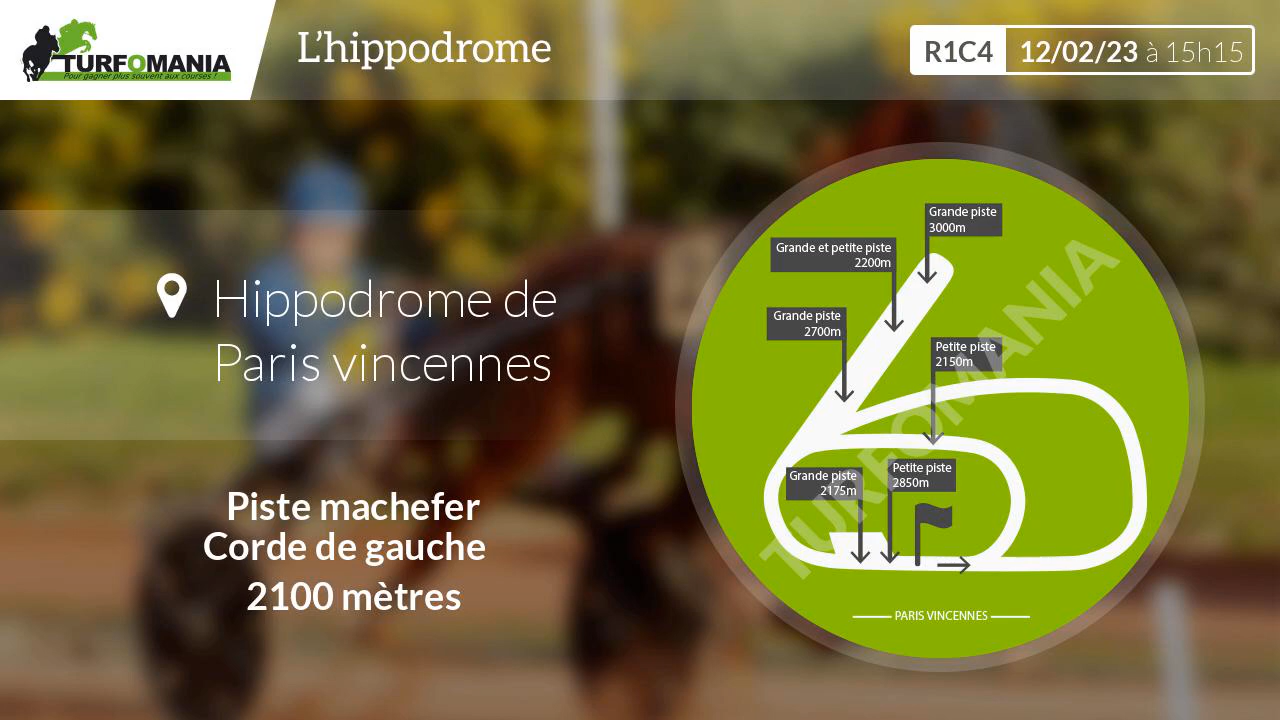 TURFOMANIA
Pour gagner plus souvent aux courses !
L'hippodrome
R1C4 12/02/23 à 15h15
Hippodrome de
Paris vincennes
Piste machefer
Corde de gauche
2100 mètres
Grande piste
3000m
Grande et petite piste
2200m
Grande piste
2700m
Petite piste
2150m
Grande piste
2175m
Petite piste
2850m
TURFOMANIA
PARIS VINCENNES